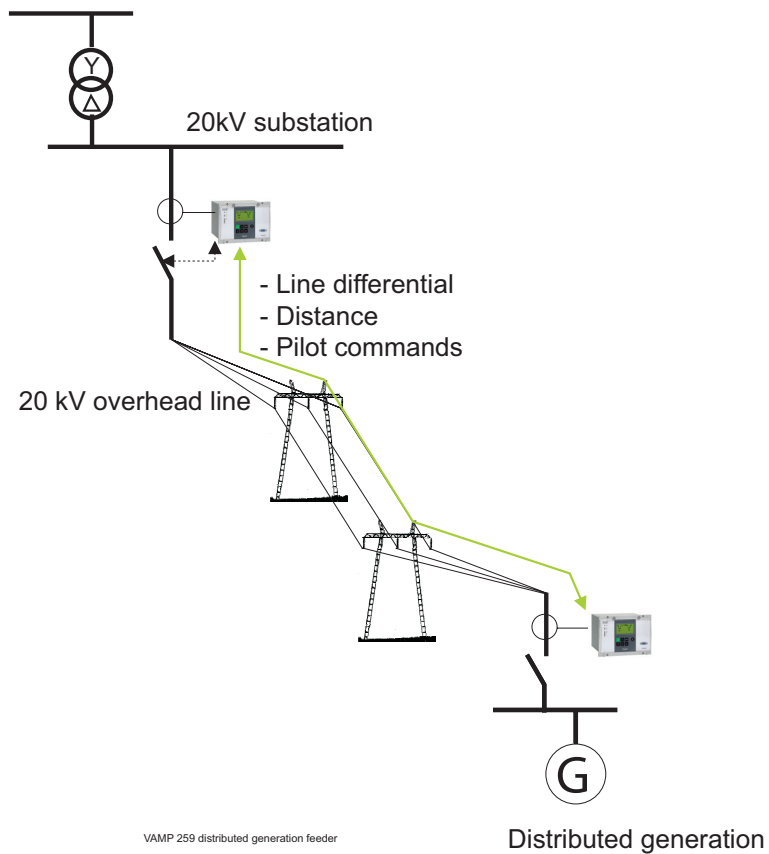 Y
Δ
20kV substation
- Line differential
- Distance
- Pilot commands
20 kV overhead line
G
VAMP 259 distributed generation feeder
Distributed generation